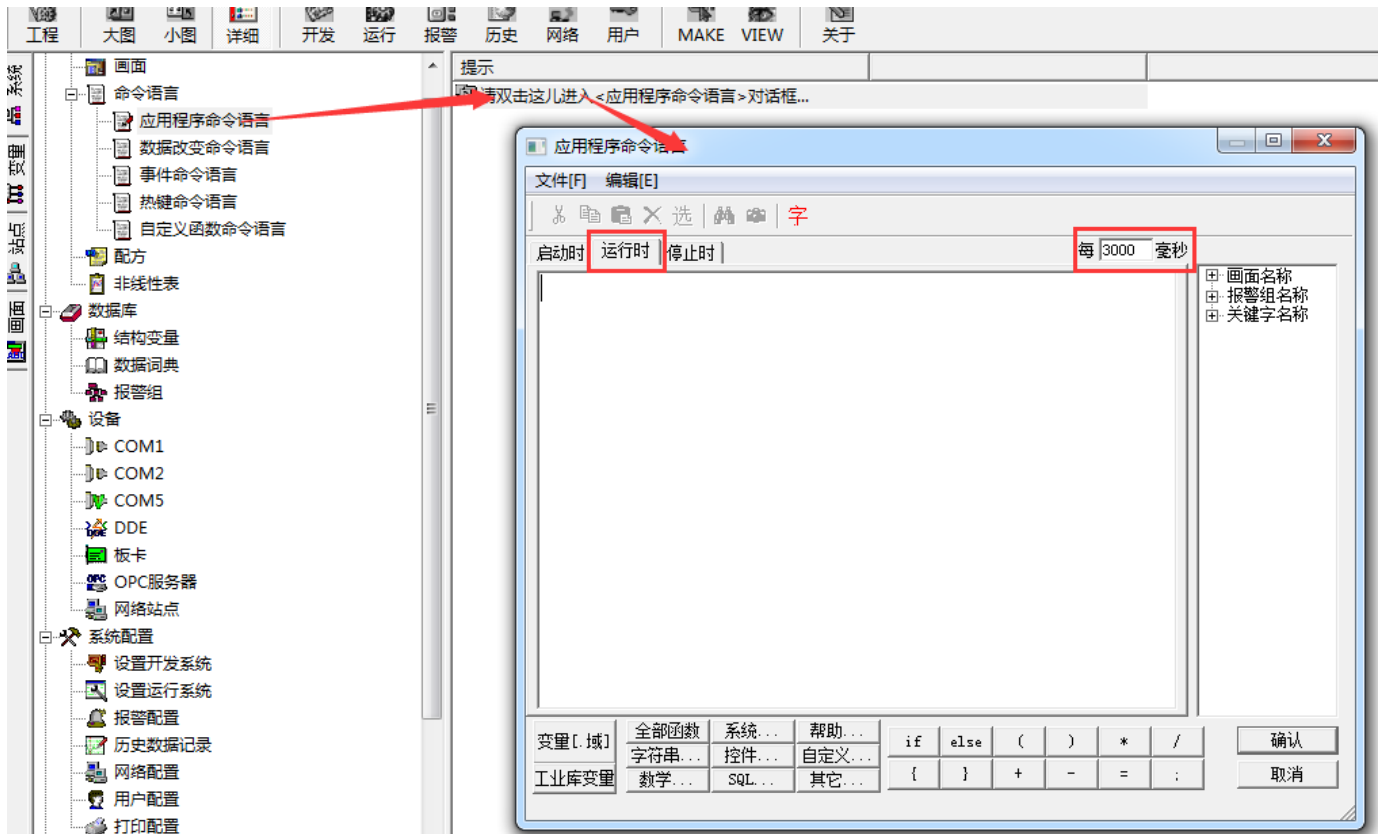 工程 大图 小图 详细 开发 运行 报警 历史 网络 用户 MAKE VIEW 关于
系统
变量
站点
画面
画面
命令语言
应用程序命令语言
数据改变命令语言
事件命令语言
热键命令语言
自定义函数命令语言
配方
非线性表
数据库
结构变量
数据词典
报警组
设备
COM1
COM2
COM5
DDE
板卡
OPC服务器
网络站点
系统配置
设置开发系统
设置运行系统
报警配置
历史数据记录
网络配置
用户配置
打印配置
提示
请双击这儿进入<应用程序命令语言>对话框...
应用程序命令语言
文件[F] 编辑[E]
选 字
启动时 运行时 停止时 每 3000 毫秒
画面名称
报警组名称
关键字名称
变量[.域] 全部函数 系统... 帮助... if else ( ) * / 确认
字符串... 控件... 自定义...
工业库变量 数学... SQL... 其它... { } + - = ; 取消